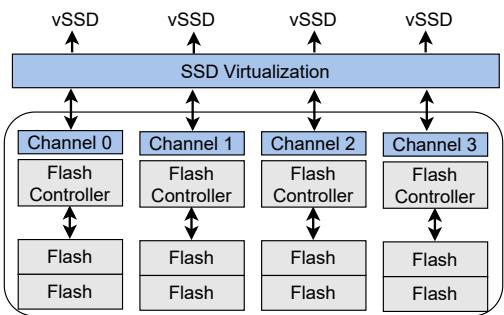 vSSD vSSD vSSD vSSD
SSD Virtualization
Channel 0 Channel 1 Channel 2 Channel 3
Flash Flash Flash Flash
Controller Controller Controller Controller
Flash Flash Flash Flash
Flash Flash Flash Flash